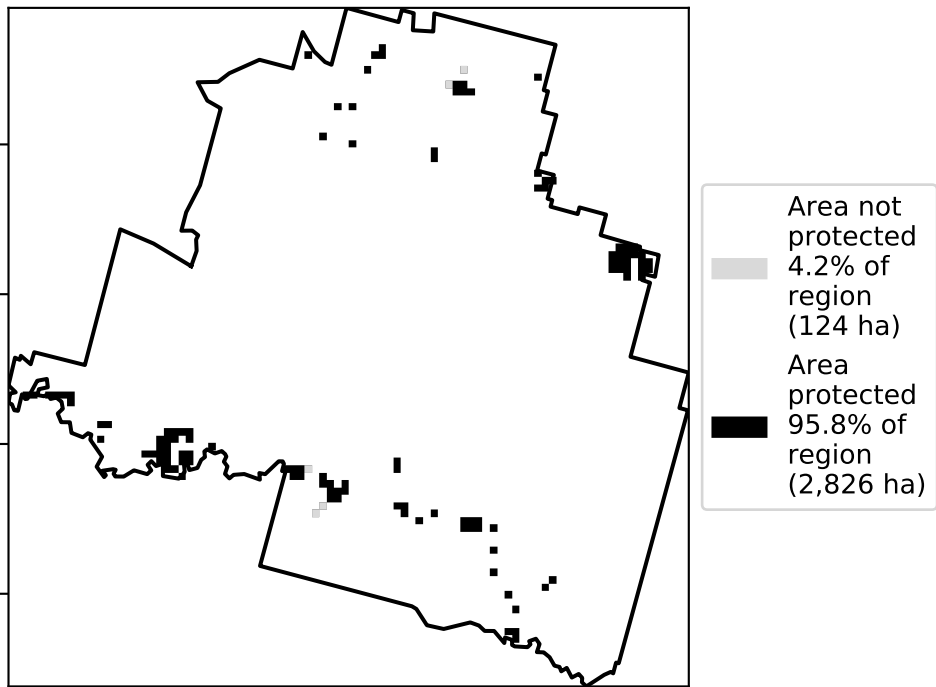 Area not
protected
4.2% of
region
(124 ha)
Area
protected
95.8% of
region
(2,826 ha)